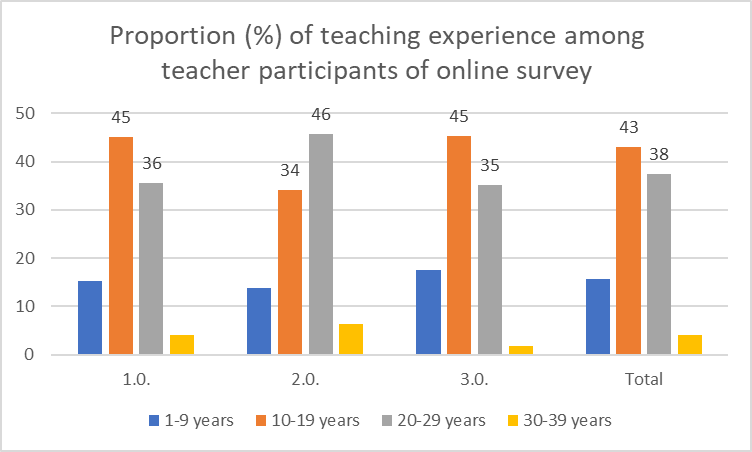 Proportion (%) of teaching experience among
teacher participants of online survey
50
40
30
20
10
0
45
36
34
46
45
35
43
38
1.0.
2.0.
3.0.
Total
1-9 years
10-19 years
20-29 years
30-39 years